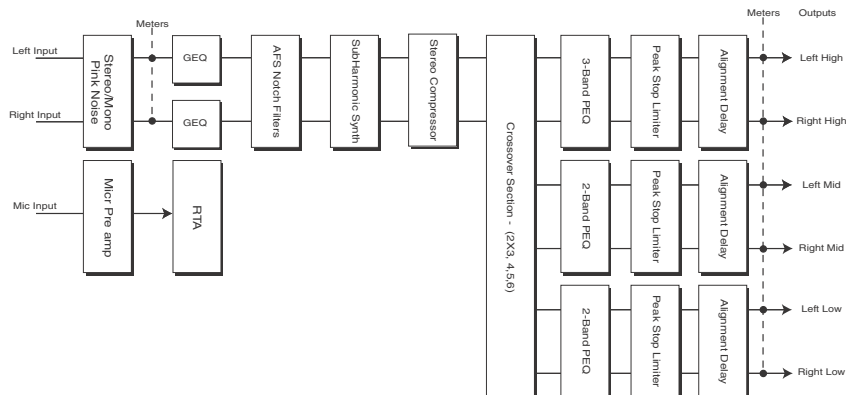 Meters
Meters
Outputs
Left Input
Stereo/Mono
Pink Noise
GEQ
AFS Notch Filters
SubHarmonic Synth
Stereo Compressor
Crossover Section - (2X3, 4,5,6)
3-Band PEQ
Peak Stop Limiter
Alignment Delay
Left High
Right Input
GEQ
Right High
Mic Input
Micr Pre amp
RTA
2-Band PEQ
Peak Stop Limiter
Alignment Delay
Left Mid
Right Mid
2-Band PEQ
Peak Stop Limiter
Alignment Delay
Left Low
Right Low